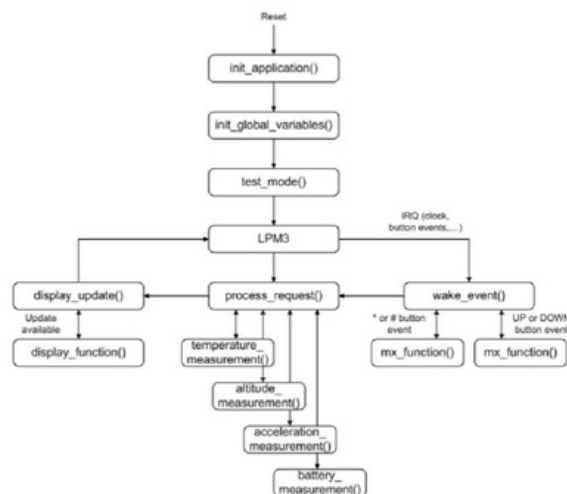 Reset
init_application()
init_global_variables()
test_mode()
IRQ (clock,
button events,...)
LPM3
display_update()
process_request()
wake_event()
Update
available
* or # button
event
UP or DOWN
button event
display_function()
temperature_
measurement()
mx_function()
mx_function()
altitude_
measurement()
acceleration_
measurement()
battery_
measurement()